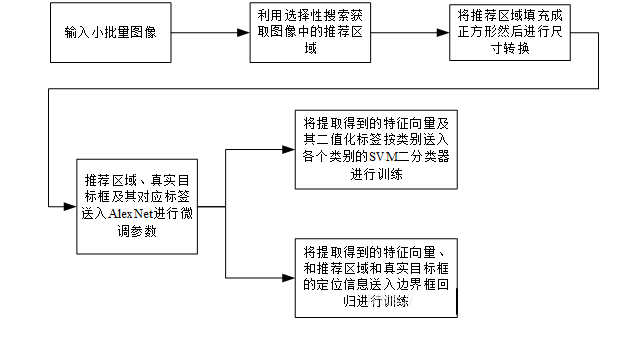 输入小批量图像
利用选择性搜索获
取图像中的推荐区
域
将推荐区域填充成
正方形然后进行尺
寸转换
将提取得到的特征向量及
其二值化标签按类别送入
各个类别的SVM二分类器
进行训练
推荐区域、真实目
标框及其对应标签
送入AlexNet进行微
调参数
将提取得到的特征向量、
和推荐区域和真实目标框
的定位信息送入边界框回
归进行训练